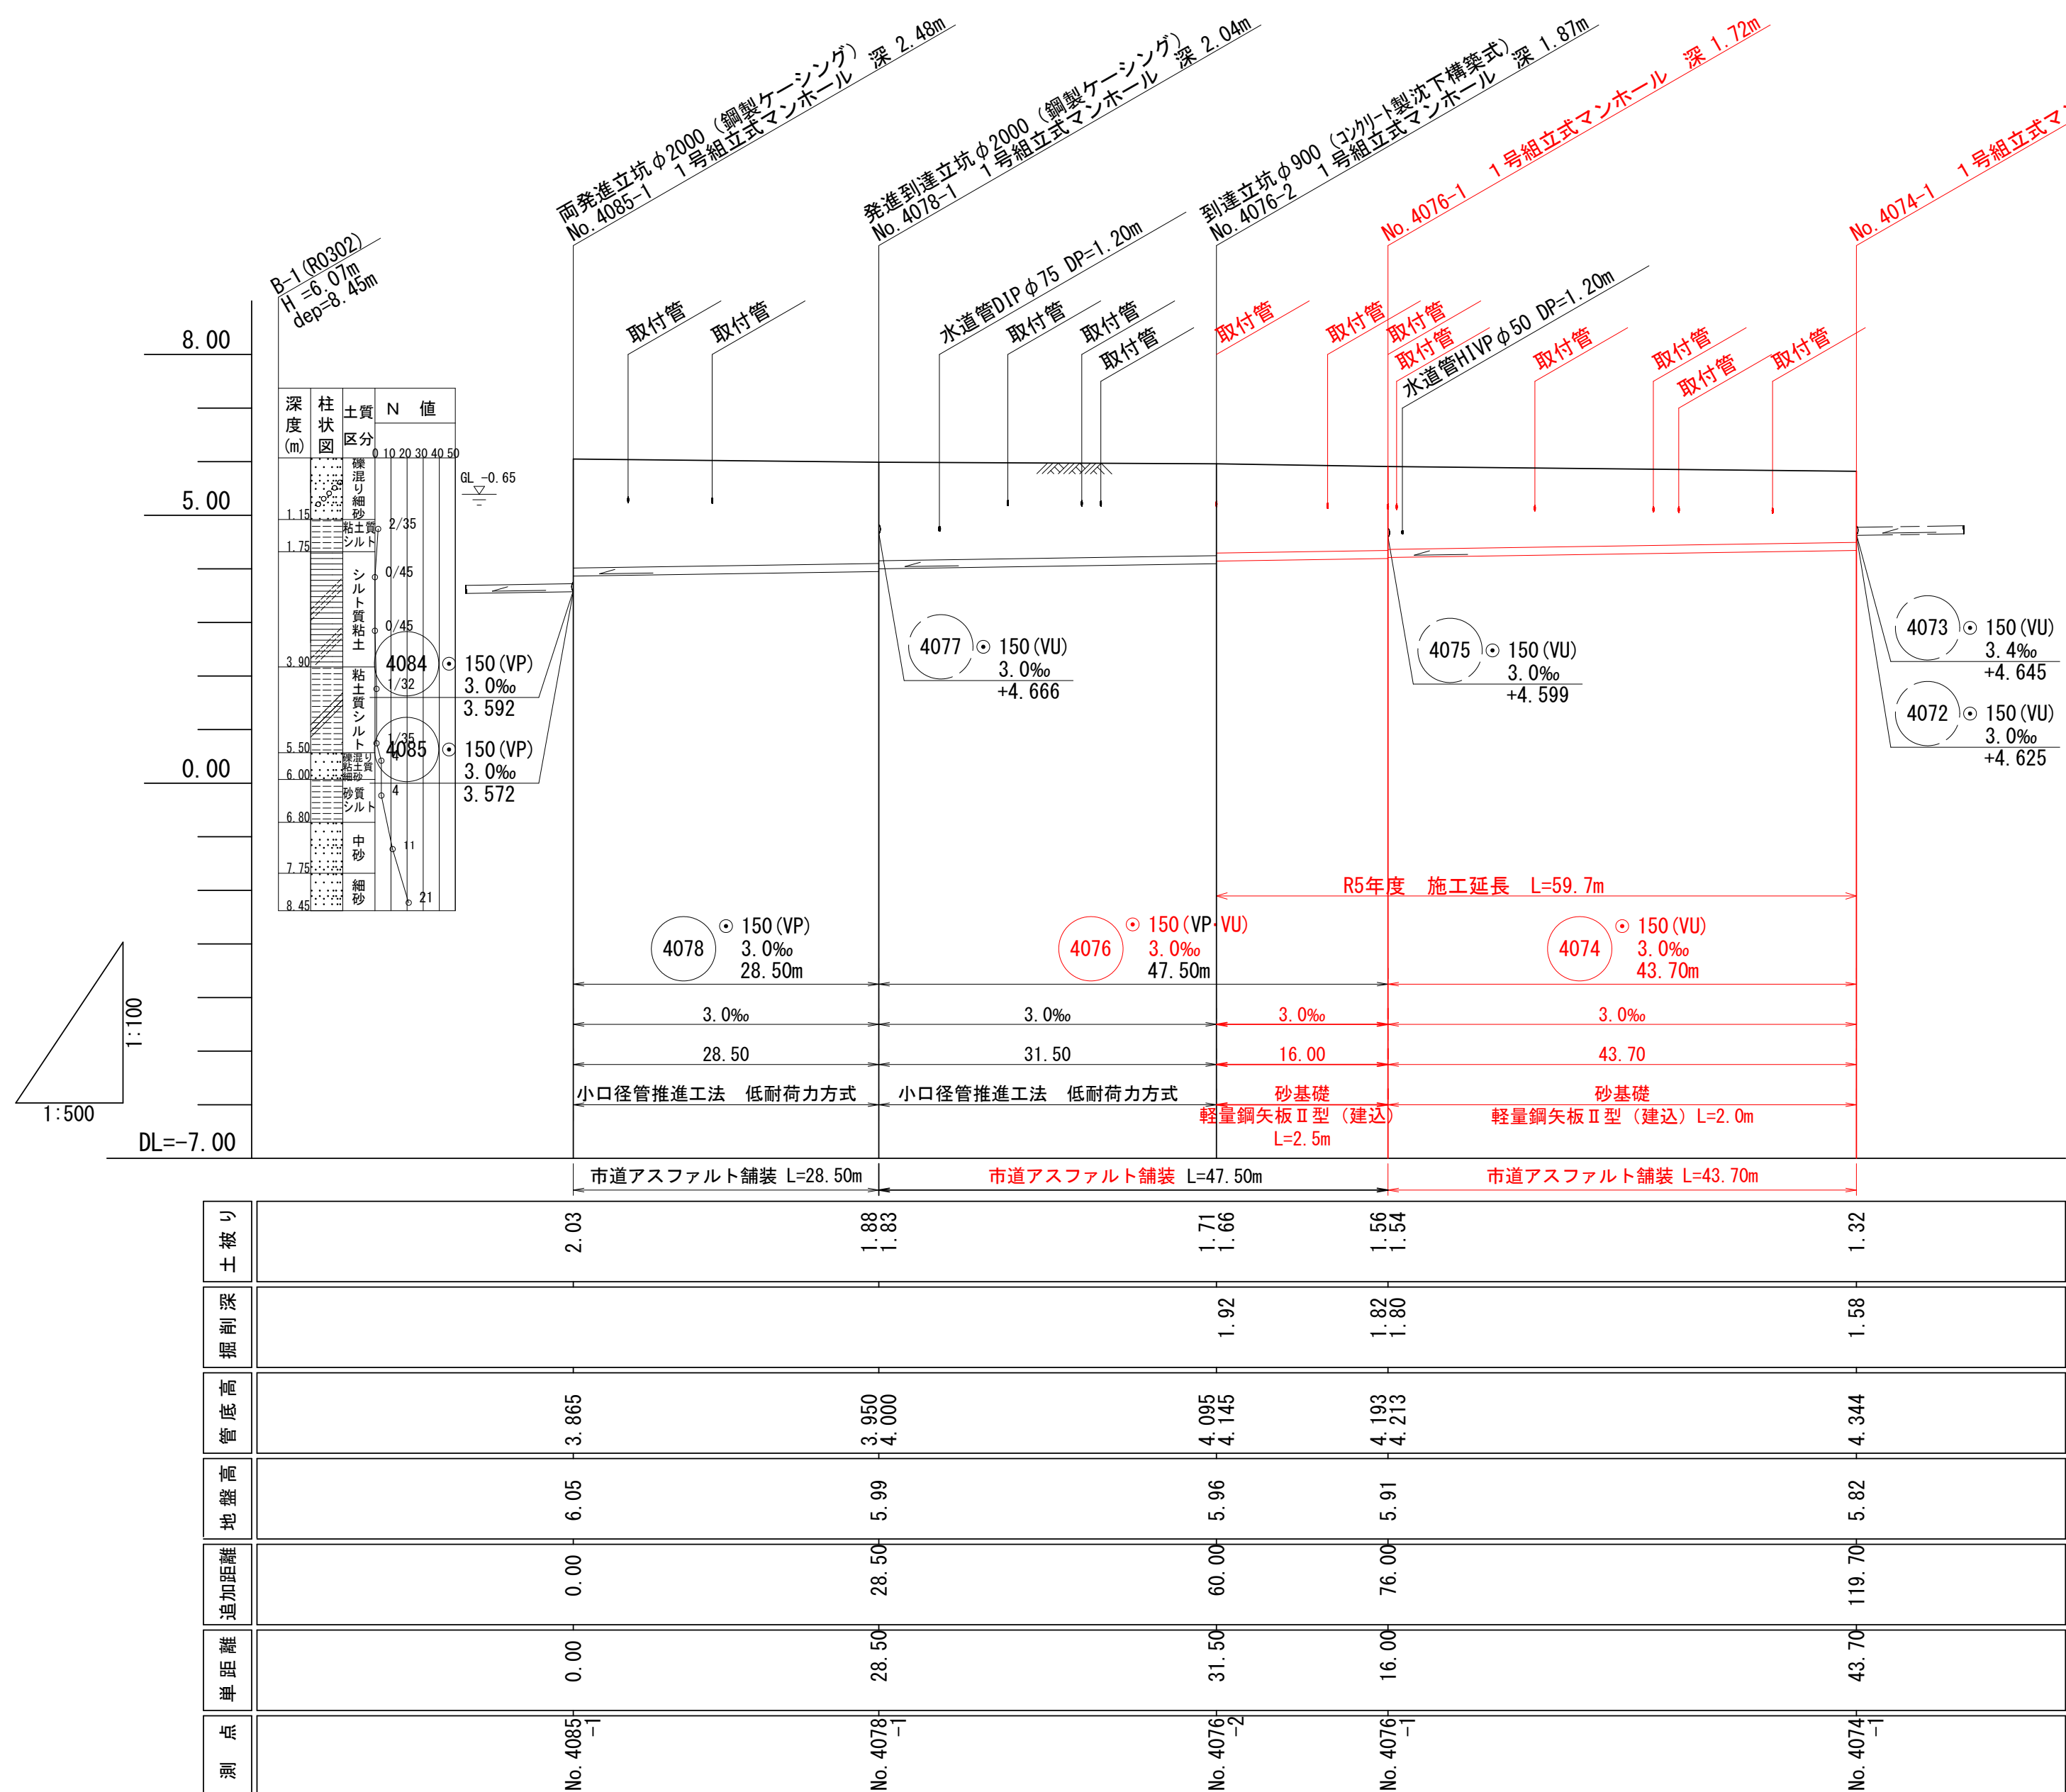 両発進立坑φ2000（鋼製ケーシング）
No. 4085-1　1号組立式マンホール　深 2.48m
発進到達立坑φ2000（鋼製ケーシング）
No. 4078-1　1号組立式マンホール　深 2.04m
到達立坑φ900（コンクリート製沈下構築式）
No. 4076-2　1号組立式マンホール　深 1.87m
No. 4076-1　1号組立式マンホール　深 1.72m
No. 4074-1　1号組立式マ
B-1(R0302)
H =6.07m
dep=8.45m
取付管
取付管
水道管DIPφ75 DP=1.20m
取付管
取付管
取付管
取付管
取付管
取付管
取付管
水道管HIVPφ50 DP=1.20m
取付管
取付管
取付管
取付管
8.00
5.00
0.00
DL=-7.00
深度(m)　柱状図　土質区分　N 値
0 10 20 30 40 50
礫混り細砂
1.15
粘土質シルト
2/35
1.75
シルト質粘土
0/45
0/45
3.90
粘土質シルト
1/32
1/35
5.50
礫混り粘土質細砂
4
6.00
砂質シルト
4
6.80
中砂
11
7.75
細砂
21
8.45
GL -0.65
4084 150(VP)
3.0‰
3.592
4085 150(VP)
3.0‰
3.572
4077 150(VU)
3.0‰
+4.666
4075 150(VU)
3.0‰
+4.599
4073 150(VU)
3.4‰
+4.645
4072 150(VU)
3.0‰
+4.625
R5年度　施工延長　L=59.7m
4078 150(VP)
3.0‰
28.50m
4076 150(VP･VU)
3.0‰
47.50m
4074 150(VU)
3.0‰
43.70m
3.0‰ 3.0‰ 3.0‰ 3.0‰
28.50 31.50 16.00 43.70
小口径管推進工法　低耐荷力方式
小口径管推進工法　低耐荷力方式
砂基礎
軽量鋼矢板Ⅱ型（建込）
L=2.5m
砂基礎
軽量鋼矢板Ⅱ型（建込）L=2.0m
1:100
1:500
市道アスファルト舗装 L=28.50m
市道アスファルト舗装 L=47.50m
市道アスファルト舗装 L=43.70m
土被り 2.03 1.88 1.83 1.71 1.66 1.56 1.54 1.32
掘削深 1.92 1.82 1.80 1.58
管底高 3.865 3.950 4.000 4.095 4.145 4.193 4.213 4.344
地盤高 6.05 5.99 5.96 5.91 5.82
追加距離 0.00 28.50 60.00 76.00 119.70
単距離 0.00 28.50 31.50 16.00 43.70
測点 No. 4085-1 No. 4078-1 No. 4076-2 No. 4076-1 No. 4074-1